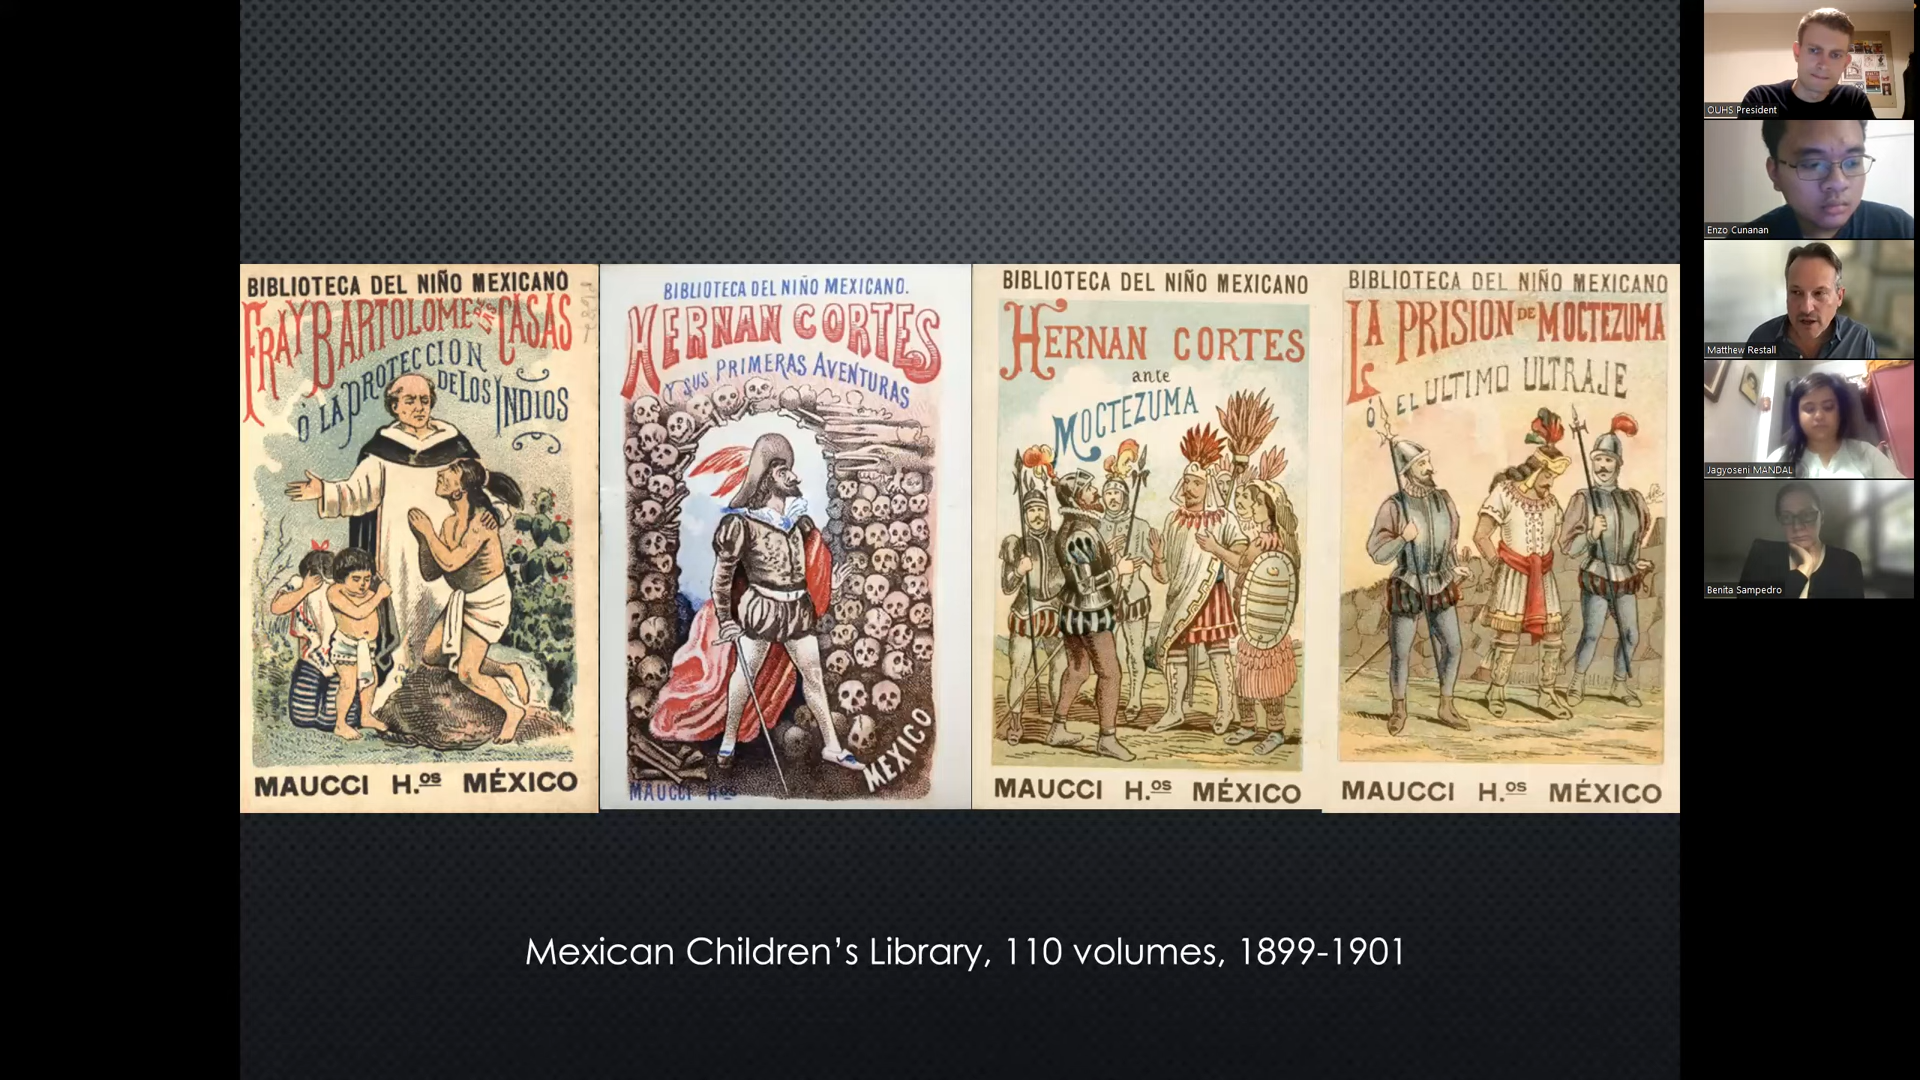 BIBLIOTECA DEL NIÑO MEXICANO
FRAY BARTOLOME DE LAS CASAS
Ó LA PROTECCION
DE LOS INDIOS
MAUCCI H.os MÉXICO
BIBLIOTECA DEL NIÑO MEXICANO.
HERNAN CORTES
Y SUS PRIMERAS AVENTURAS
MEXICO
MAUCCI Hos
BIBLIOTECA DEL NIÑO MEXICANO
HERNAN CORTES
ante
MOCTEZUMA
MAUCCI H.os MÉXICO
BIBLIOTECA DEL NIÑO MEXICANO
LA PRISION DE MOCTEZUMA
Ó EL ULTIMO ULTRAJE
MAUCCI H.os MÉXICO
Mexican Children’s Library, 110 volumes, 1899-1901
OUHS President
Enzo Cunanan
Matthew Restall
Jagyoseni MANDAL
Benita Sampedro